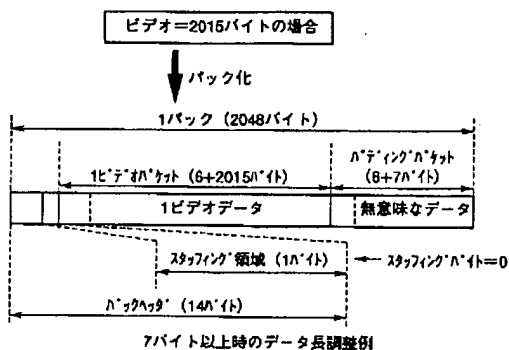 ビデオ=2015バイトの場合
パック化
1パック (2048バイト)
1ビデオパケット (6+2015バイト)
パディングパケット
(6+7バイト)
1ビデオデータ
無意味なデータ
スタッフィング領域 (1バイト)
スタッフィングバイト=0
パックヘッダ (14バイト)
7バイト以上時のデータ長調整例